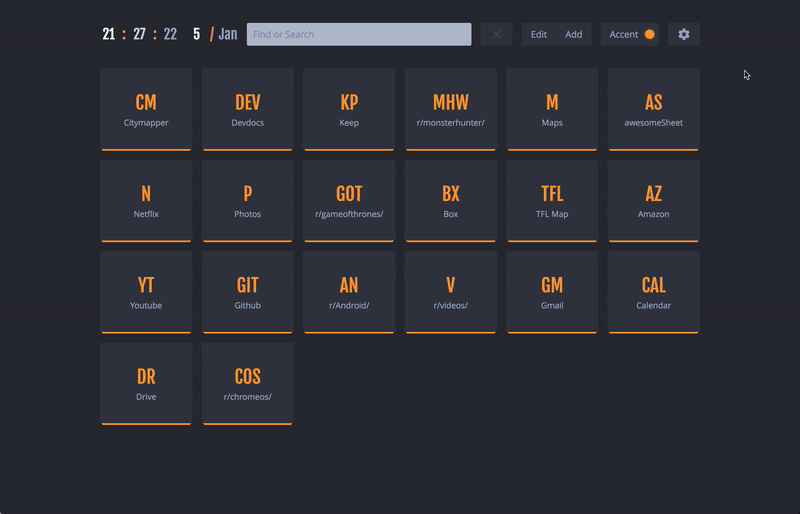 21 : 27 : 22 5 / Jan Find or Search Edit Add Accent
CM DEV KP MHW M AS
Citymapper Devdocs Keep r/monsterhunter/ Maps awesomeSheet
N P GOT BX TFL AZ
Netflix Photos r/gameofthrones/ Box TFL Map Amazon
YT GIT AN V GM CAL
Youtube Github r/Android/ r/videos/ Gmail Calendar
DR COS
Drive r/chromeos/